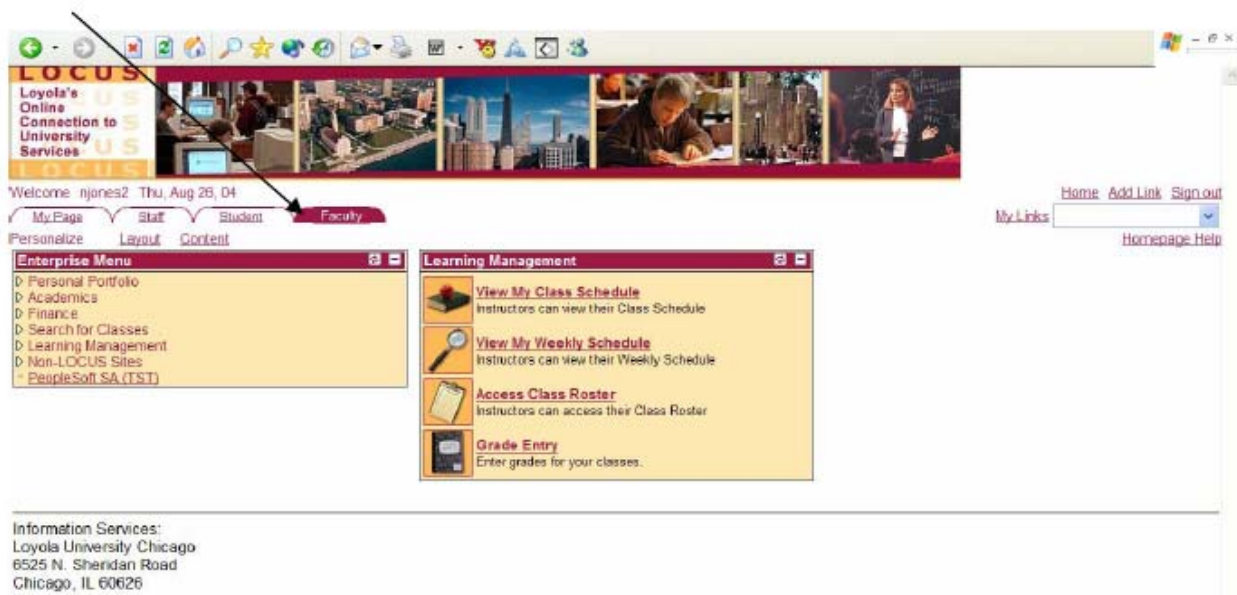 LOCUS
Loyola's
Online
Connection to
University
Services
LOCUS
Welcome njones2 Thu, Aug 26, 04
Home Add Link Sign out
My Page Staff Student Faculty
My Links
Personalize Layout Content
Homepage Help
Enterprise Menu
Personal Portfolio
Academics
Finance
Search for Classes
Learning Management
Non-LOCUS Sites
PeopleSoft SA (TST)
Learning Management
View My Class Schedule
Instructors can view their Class Schedule
View My Weekly Schedule
Instructors can view their Weekly Schedule
Access Class Roster
Instructors can access their Class Roster
Grade Entry
Enter grades for your classes.
Information Services:
Loyola University Chicago
6525 N. Sheridan Road
Chicago, IL 60626